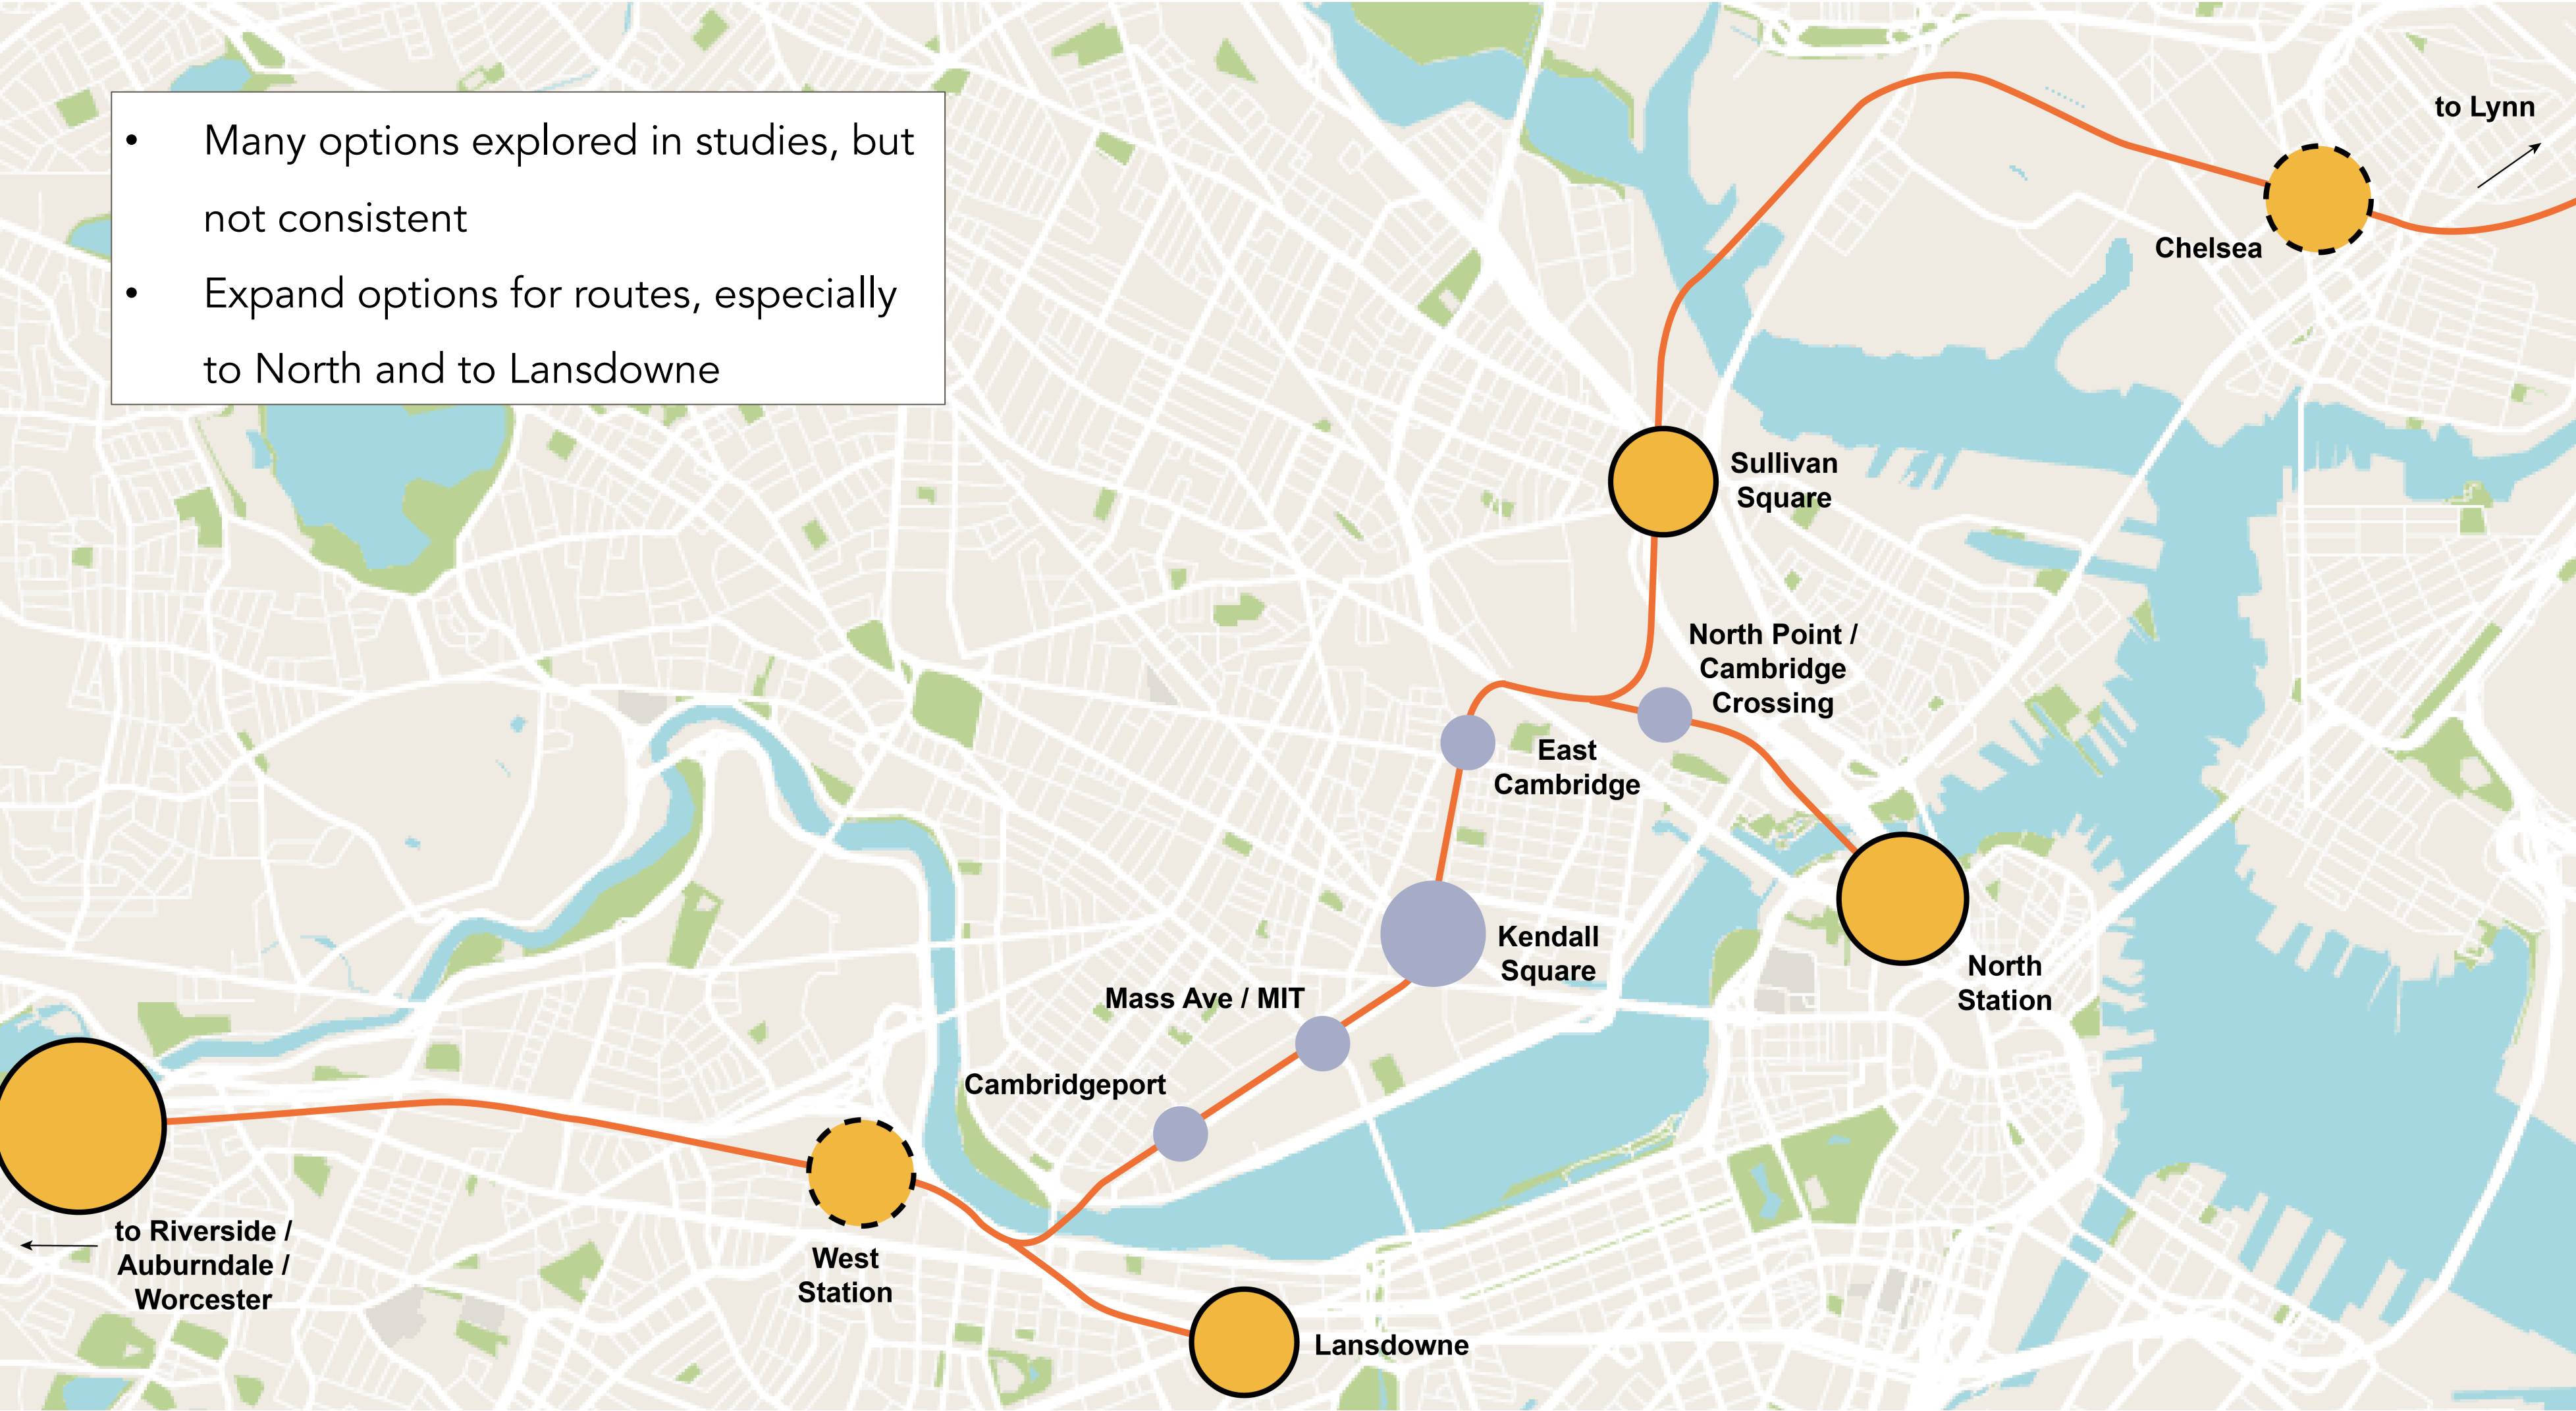 • Many options explored in studies, but
not consistent
• Expand options for routes, especially
to North and to Lansdowne
to Lynn
Chelsea
Sullivan
Square
North Point /
Cambridge
Crossing
East
Cambridge
Kendall
Square
North
Station
Mass Ave / MIT
Cambridgeport
to Riverside /
Auburndale /
Worcester
West
Station
Lansdowne